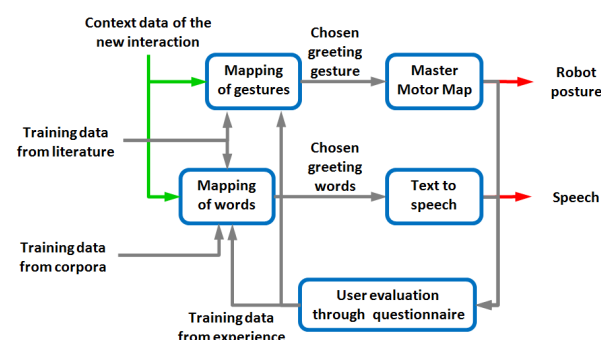 Context data of the
new interaction
Chosen
greeting
gesture
Mapping
of gestures
Master
Motor Map
Robot
posture
Training data
from literature
Chosen
greeting
words
Mapping
of words
Text to
speech
Speech
Training data
from corpora
User evaluation
through questionnaire
Training data
from experience